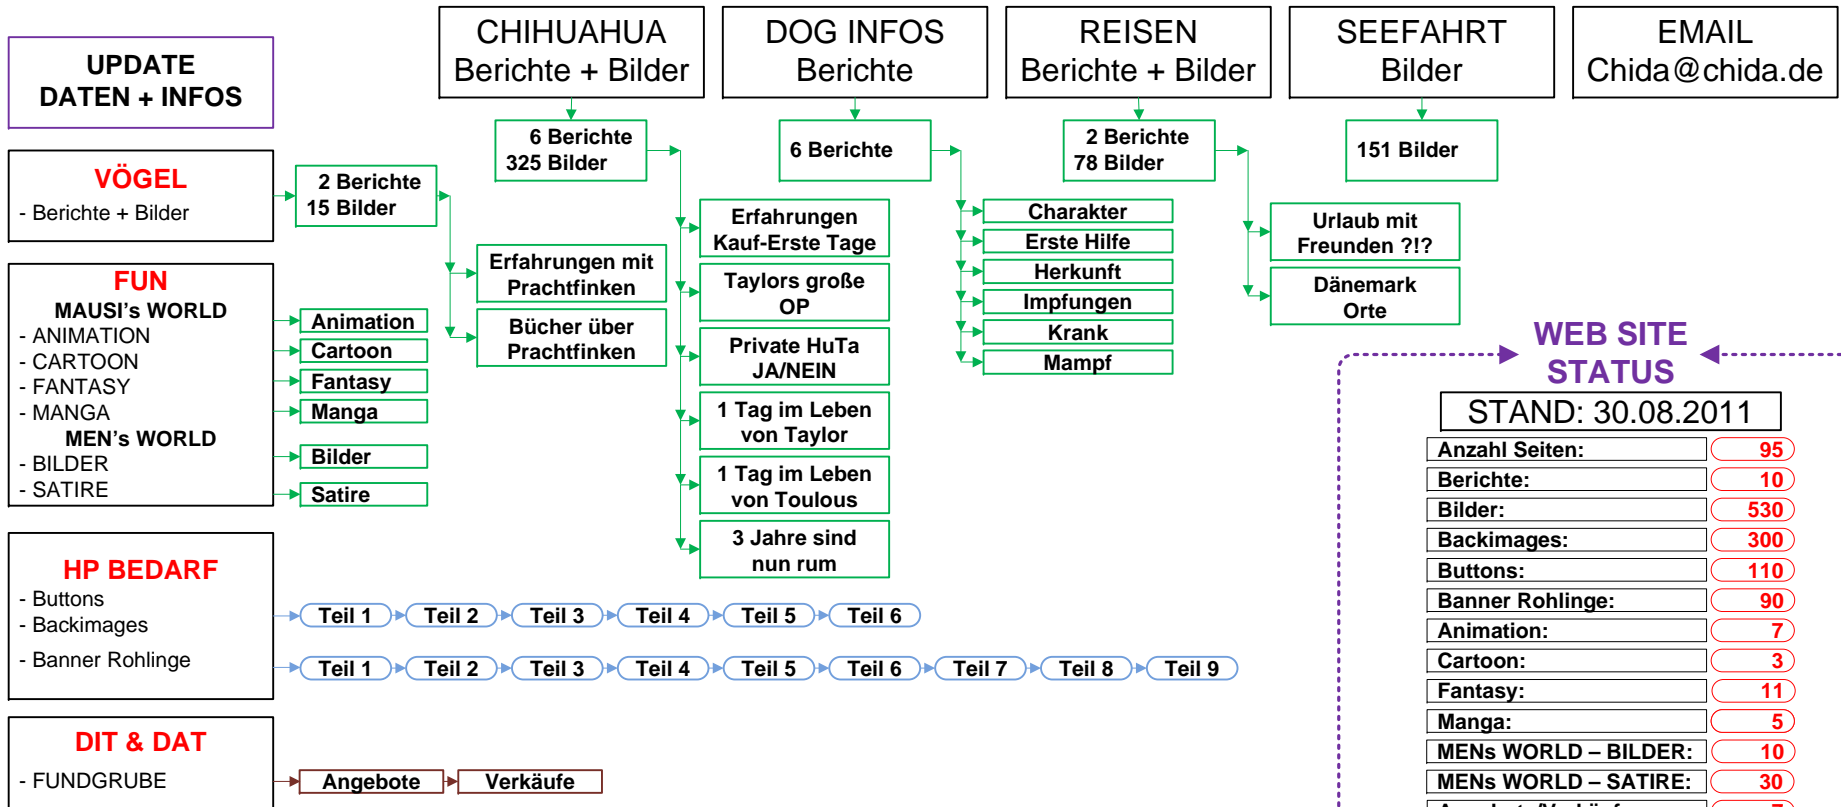 UPDATE
DATEN + INFOS
CHIHUAHUA
Berichte + Bilder
DOG INFOS
Berichte
REISEN
Berichte + Bilder
SEEFAHRT
Bilder
EMAIL
Chida@chida.de
6 Berichte
325 Bilder
6 Berichte
2 Berichte
78 Bilder
151 Bilder
VÖGEL
- Berichte + Bilder
2 Berichte
15 Bilder
Erfahrungen mit
Prachtfinken
Bücher über
Prachtfinken
Erfahrungen
Kauf-Erste Tage
Taylors große
OP
Private HuTa
JA/NEIN
1 Tag im Leben
von Taylor
1 Tag im Leben
von Toulous
3 Jahre sind
nun rum
Charakter
Erste Hilfe
Herkunft
Impfungen
Krank
Mampf
Urlaub mit
Freunden ?!?
Dänemark
Orte
FUN
MAUSI's WORLD
- ANIMATION
- CARTOON
- FANTASY
- MANGA
MEN's WORLD
- BILDER
- SATIRE
Animation
Cartoon
Fantasy
Manga
Bilder
Satire
HP BEDARF
- Buttons
- Backimages
- Banner Rohlinge
Teil 1 Teil 2 Teil 3 Teil 4 Teil 5 Teil 6
Teil 1 Teil 2 Teil 3 Teil 4 Teil 5 Teil 6 Teil 7 Teil 8 Teil 9
DIT & DAT
- FUNDGRUBE
Angebote Verkäufe
WEB SITE
STATUS
STAND: 30.08.2011
Anzahl Seiten: 95
Berichte: 10
Bilder: 530
Backimages: 300
Buttons: 110
Banner Rohlinge: 90
Animation: 7
Cartoon: 3
Fantasy: 11
Manga: 5
MENs WORLD – BILDER: 10
MENs WORLD – SATIRE: 30